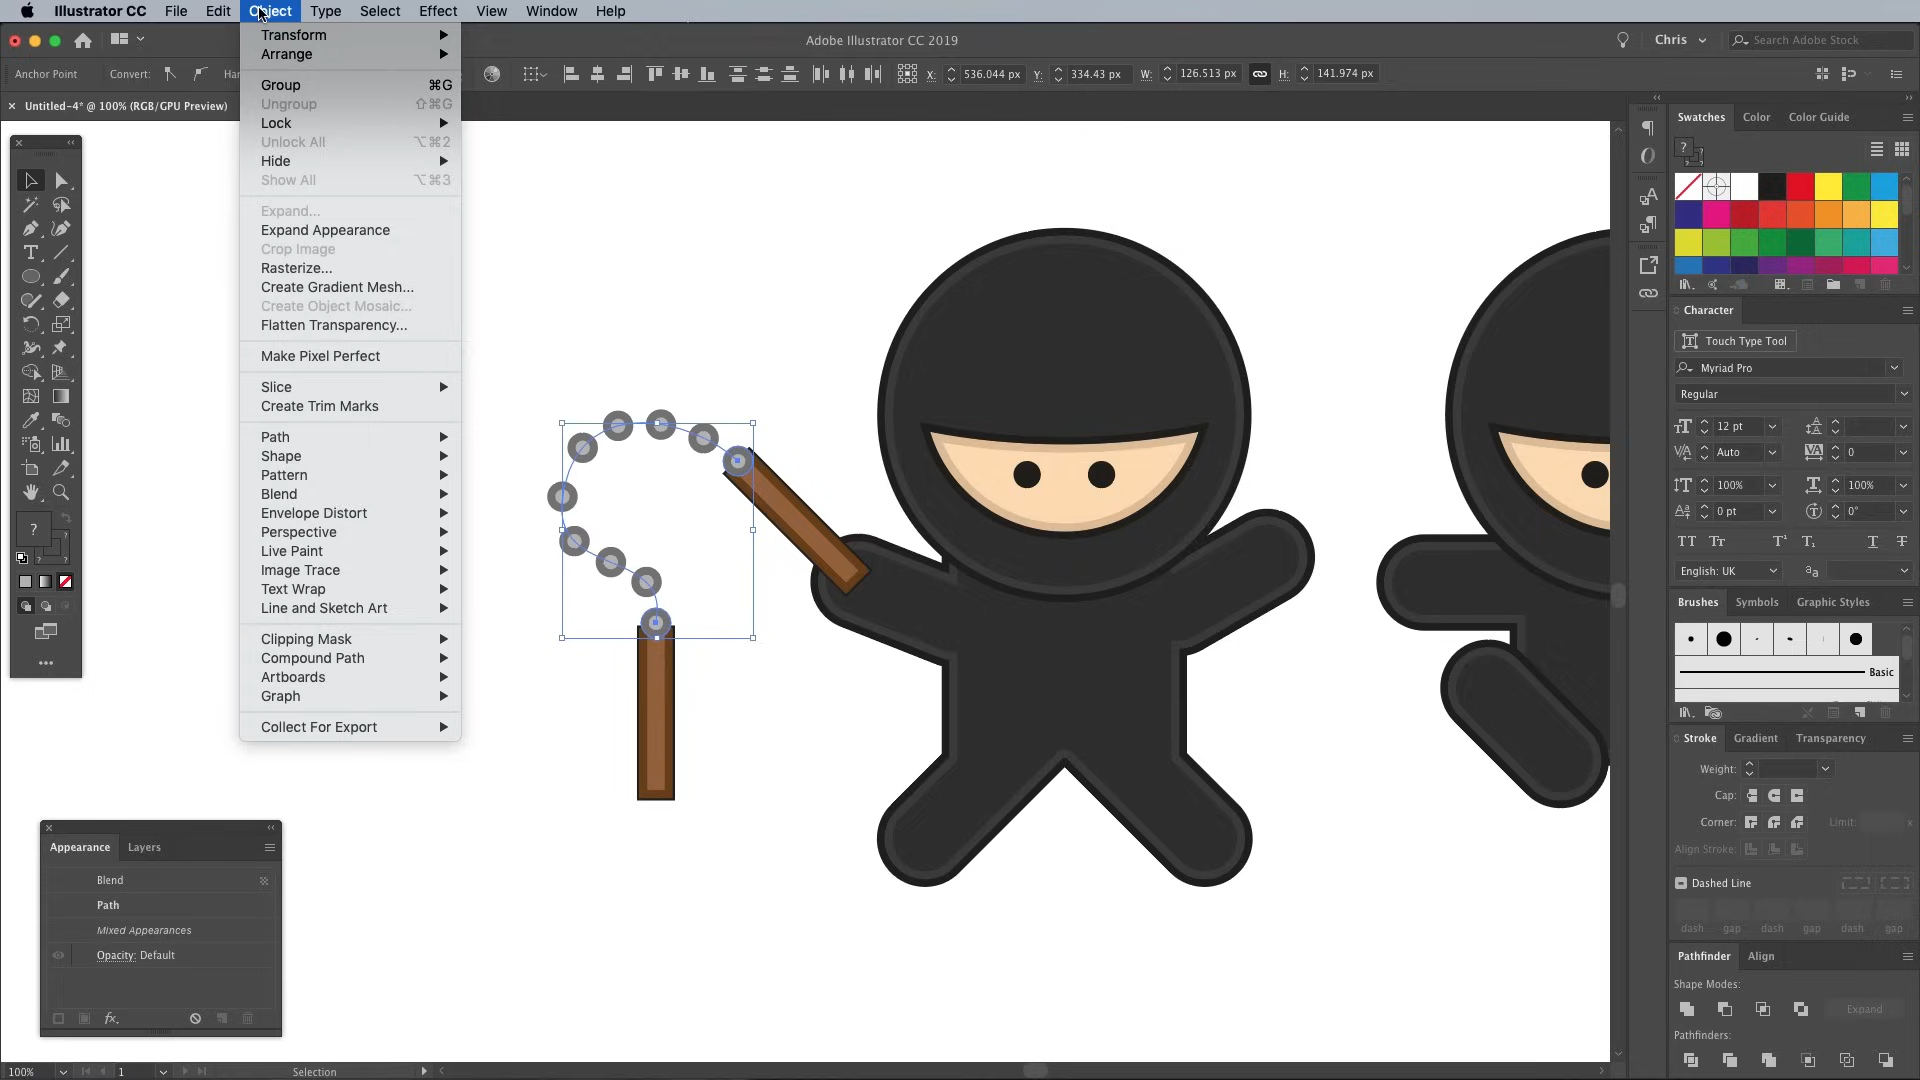 Illustrator CC File Edit Object Type Select Effect View Window Help
Adobe Illustrator CC 2019
Chris
Search Adobe Stock
Anchor Point
Convert:
X: 536.044 px Y: 334.43 px W: 126.513 px H: 141.974 px
× Untitled-4* @ 100% (RGB/GPU Preview)
Transform
Arrange
Group ⌘G
Ungroup ⇧⌘G
Lock
Unlock All ⌥⌘2
Hide
Show All ⌥⌘3
Expand...
Expand Appearance
Crop Image
Rasterize...
Create Gradient Mesh...
Create Object Mosaic...
Flatten Transparency...
Make Pixel Perfect
Slice
Create Trim Marks
Path
Shape
Pattern
Blend
Envelope Distort
Perspective
Live Paint
Image Trace
Text Wrap
Line and Sketch Art
Clipping Mask
Compound Path
Artboards
Graph
Collect For Export
Appearance Layers
Blend
Path
Mixed Appearances
Opacity: Default
fx.
100%
1
Selection
Swatches Color Color Guide
Character
Touch Type Tool
Myriad Pro
Regular
12 pt
Auto
0
100%
100%
0 pt
0°
English: UK
Brushes Symbols Graphic Styles
Basic
Stroke Gradient Transparency
Weight:
Cap:
Corner:
Limit:
Align Stroke:
Dashed Line
dash gap dash gap dash gap
Pathfinder Align
Shape Modes:
Expand
Pathfinders: